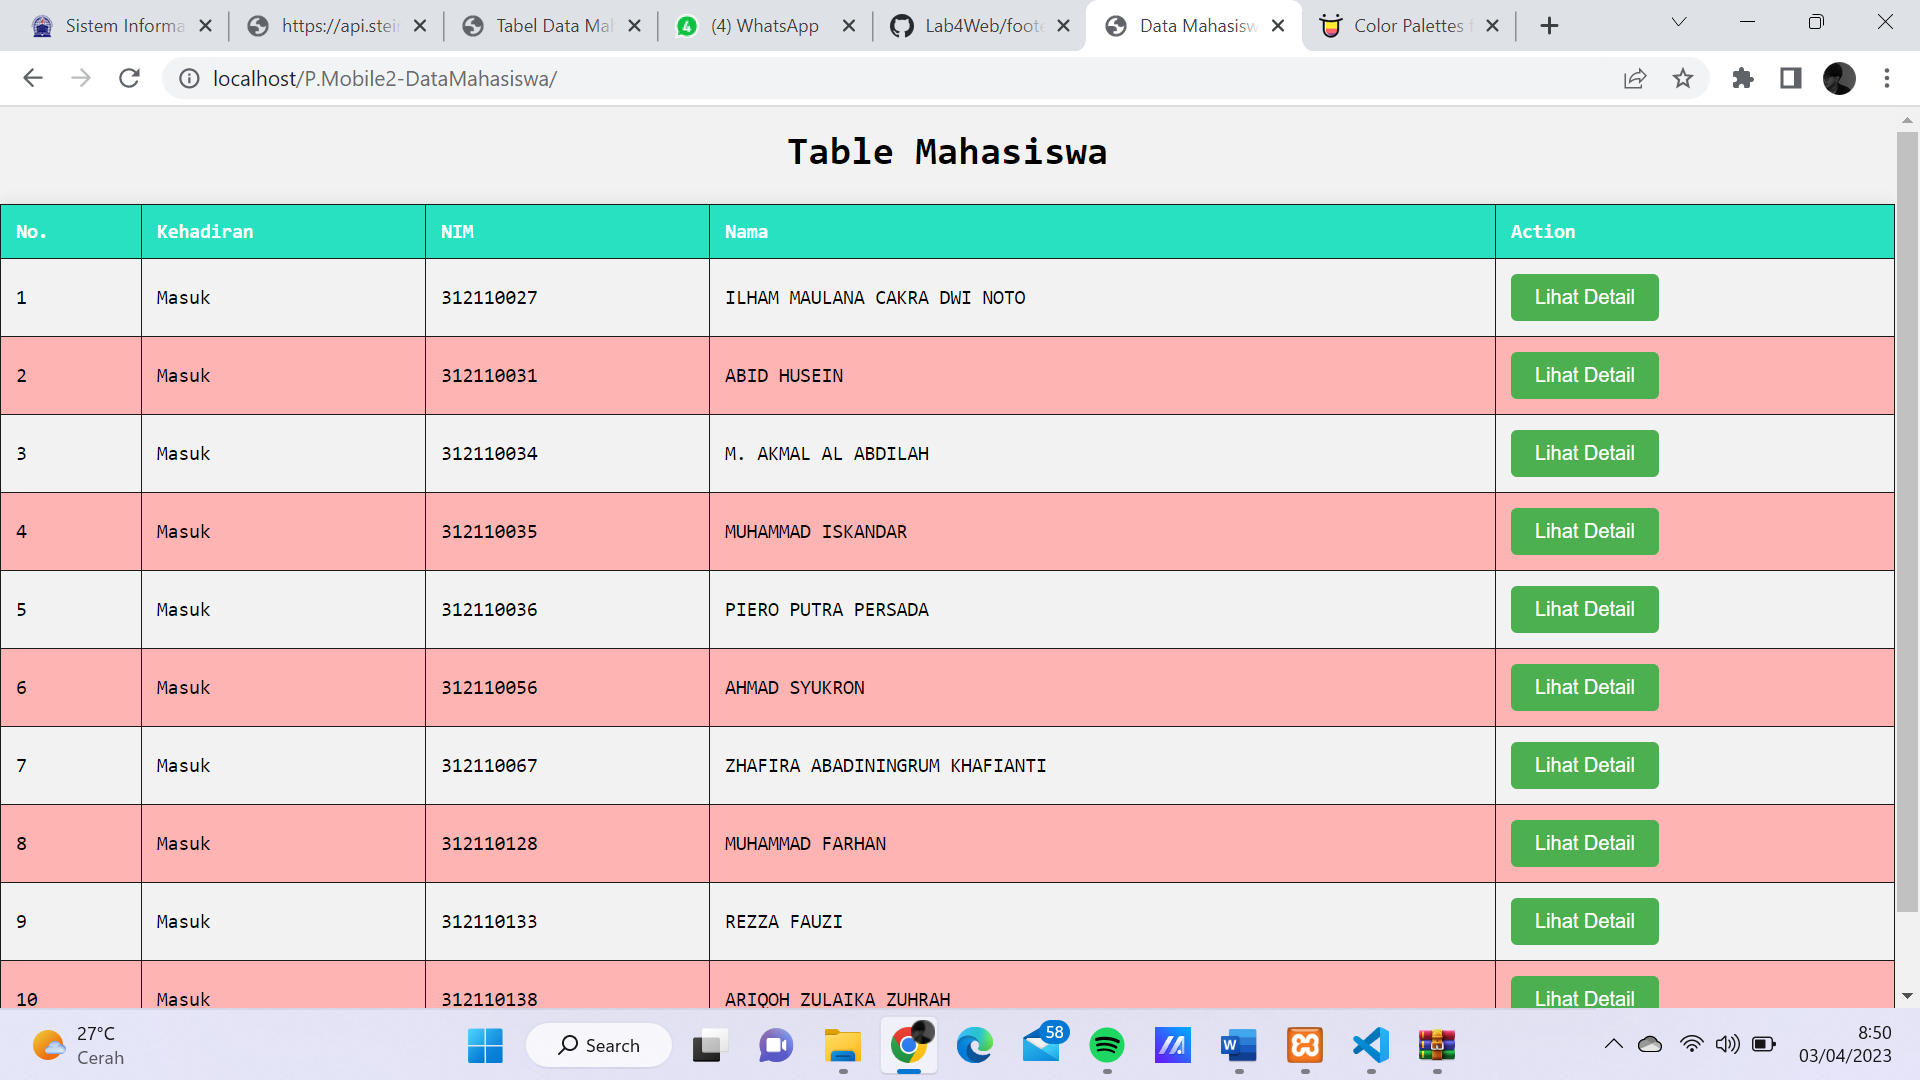 Sistem Informa
https://api.stei
Tabel Data Mah
(4) WhatsApp
Lab4Web/foote
Data Mahasisw
Color Palettes f
localhost/P.Mobile2-DataMahasiswa/
Table Mahasiswa
No. Kehadiran NIM Nama Action
1 Masuk 312110027 ILHAM MAULANA CAKRA DWI NOTO Lihat Detail
2 Masuk 312110031 ABID HUSEIN Lihat Detail
3 Masuk 312110034 M. AKMAL AL ABDILAH Lihat Detail
4 Masuk 312110035 MUHAMMAD ISKANDAR Lihat Detail
5 Masuk 312110036 PIERO PUTRA PERSADA Lihat Detail
6 Masuk 312110056 AHMAD SYUKRON Lihat Detail
7 Masuk 312110067 ZHAFIRA ABADININGRUM KHAFIANTI Lihat Detail
8 Masuk 312110128 MUHAMMAD FARHAN Lihat Detail
9 Masuk 312110133 REZZA FAUZI Lihat Detail
10 Masuk 312110138 ARIQOH ZULAIKA ZUHRAH Lihat Detail
27°C
Cerah
Search
58
8:50
03/04/2023